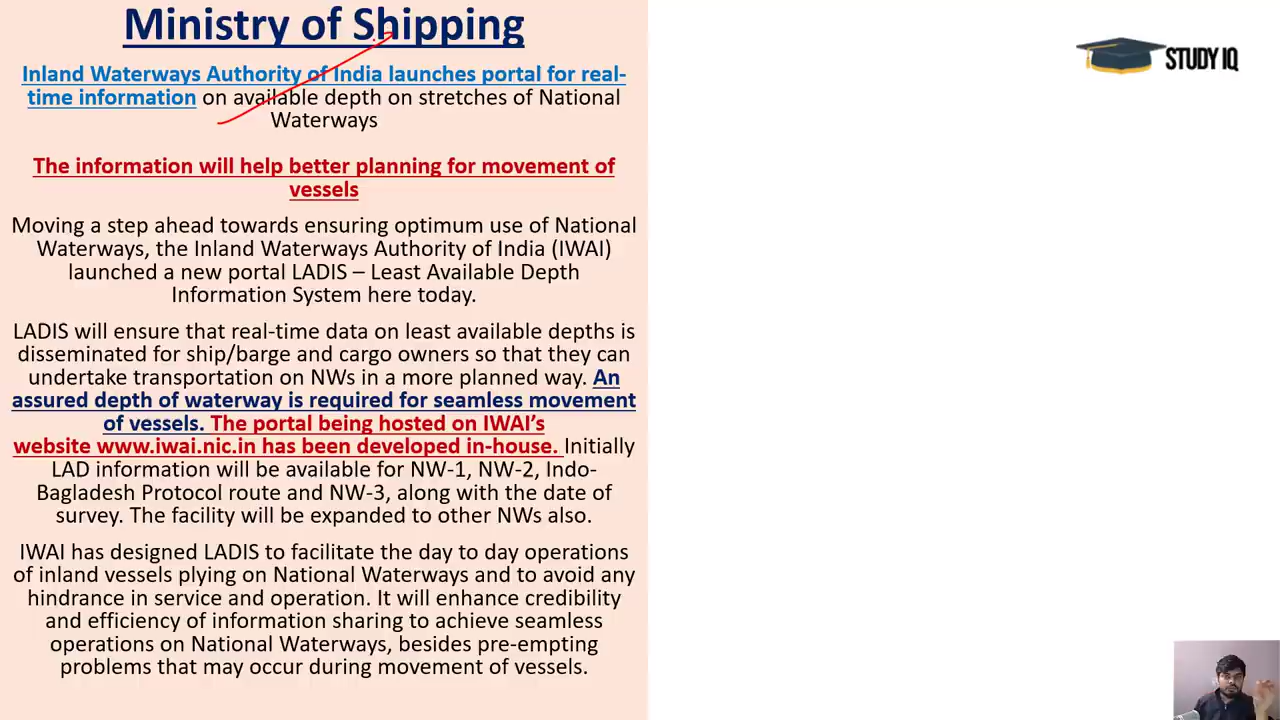 Ministry of Shipping
Inland Waterways Authority of India launches portal for real-
time information on available depth on stretches of National
Waterways
The information will help better planning for movement of
vessels
Moving a step ahead towards ensuring optimum use of National
Waterways, the Inland Waterways Authority of India (IWAI)
launched a new portal LADIS – Least Available Depth
Information System here today.
LADIS will ensure that real-time data on least available depths is
disseminated for ship/barge and cargo owners so that they can
undertake transportation on NWs in a more planned way. An
assured depth of waterway is required for seamless movement
of vessels. The portal being hosted on IWAI’s
website www.iwai.nic.in has been developed in-house. Initially
LAD information will be available for NW-1, NW-2, Indo-
Bagladesh Protocol route and NW-3, along with the date of
survey. The facility will be expanded to other NWs also.
IWAI has designed LADIS to facilitate the day to day operations
of inland vessels plying on National Waterways and to avoid any
hindrance in service and operation. It will enhance credibility
and efficiency of information sharing to achieve seamless
operations on National Waterways, besides pre-empting
problems that may occur during movement of vessels.
STUDY IQ